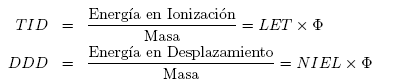 TID = Energía en Ionización / Masa = LET × Φ
DDD = Energía en Desplazamiento / Masa = NIEL × Φ